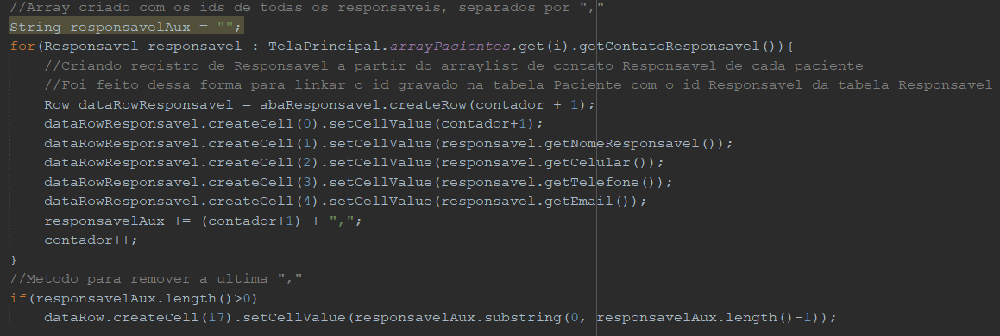 //Array criado com os ids de todas os responsaveis, separados por ","
String responsavelAux = "";
for(Responsavel responsavel : TelaPrincipal.arrayPacientes.get(i).getContatoResponsavel()){
    //Criando registro de Responsavel a partir do arraylist de contato Responsavel de cada paciente
    //Foi feito dessa forma para linkar o id gravado na tabela Paciente com o id Responsavel da tabela Responsavel
    Row dataRowResponsavel = abaResponsavel.createRow(contador + 1);
    dataRowResponsavel.createCell(0).setCellValue(contador+1);
    dataRowResponsavel.createCell(1).setCellValue(responsavel.getNomeResponsavel());
    dataRowResponsavel.createCell(2).setCellValue(responsavel.getCelular());
    dataRowResponsavel.createCell(3).setCellValue(responsavel.getTelefone());
    dataRowResponsavel.createCell(4).setCellValue(responsavel.getEmail());
    responsavelAux += (contador+1) + ",";
    contador++;
}
//Metodo para remover a ultima ","
if(responsavelAux.length()>0)
    dataRow.createCell(17).setCellValue(responsavelAux.substring(0, responsavelAux.length()-1));